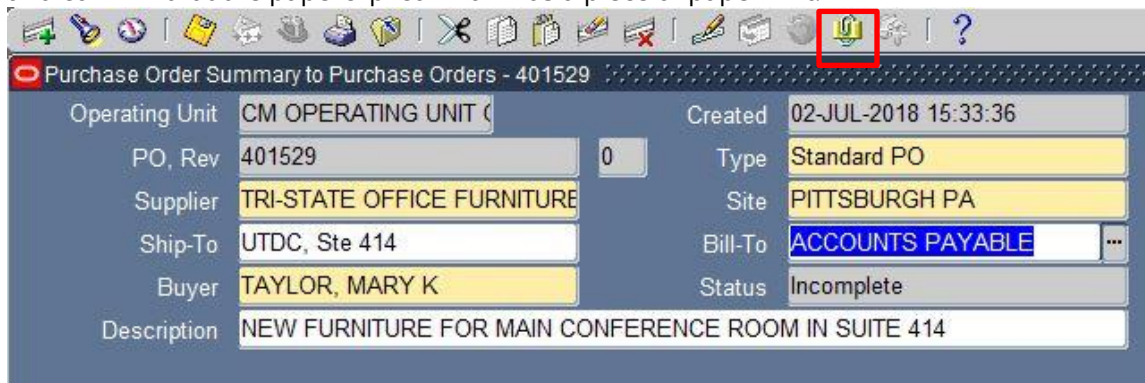 ?
Purchase Order Summary to Purchase Orders - 401529
Operating Unit CM OPERATING UNIT ( Created 02-JUL-2018 15:33:36
PO, Rev 401529 0 Type Standard PO
Supplier TRI-STATE OFFICE FURNITURE Site PITTSBURGH PA
Ship-To UTDC, Ste 414 Bill-To ACCOUNTS PAYABLE ...
Buyer TAYLOR, MARY K Status Incomplete
Description NEW FURNITURE FOR MAIN CONFERENCE ROOM IN SUITE 414